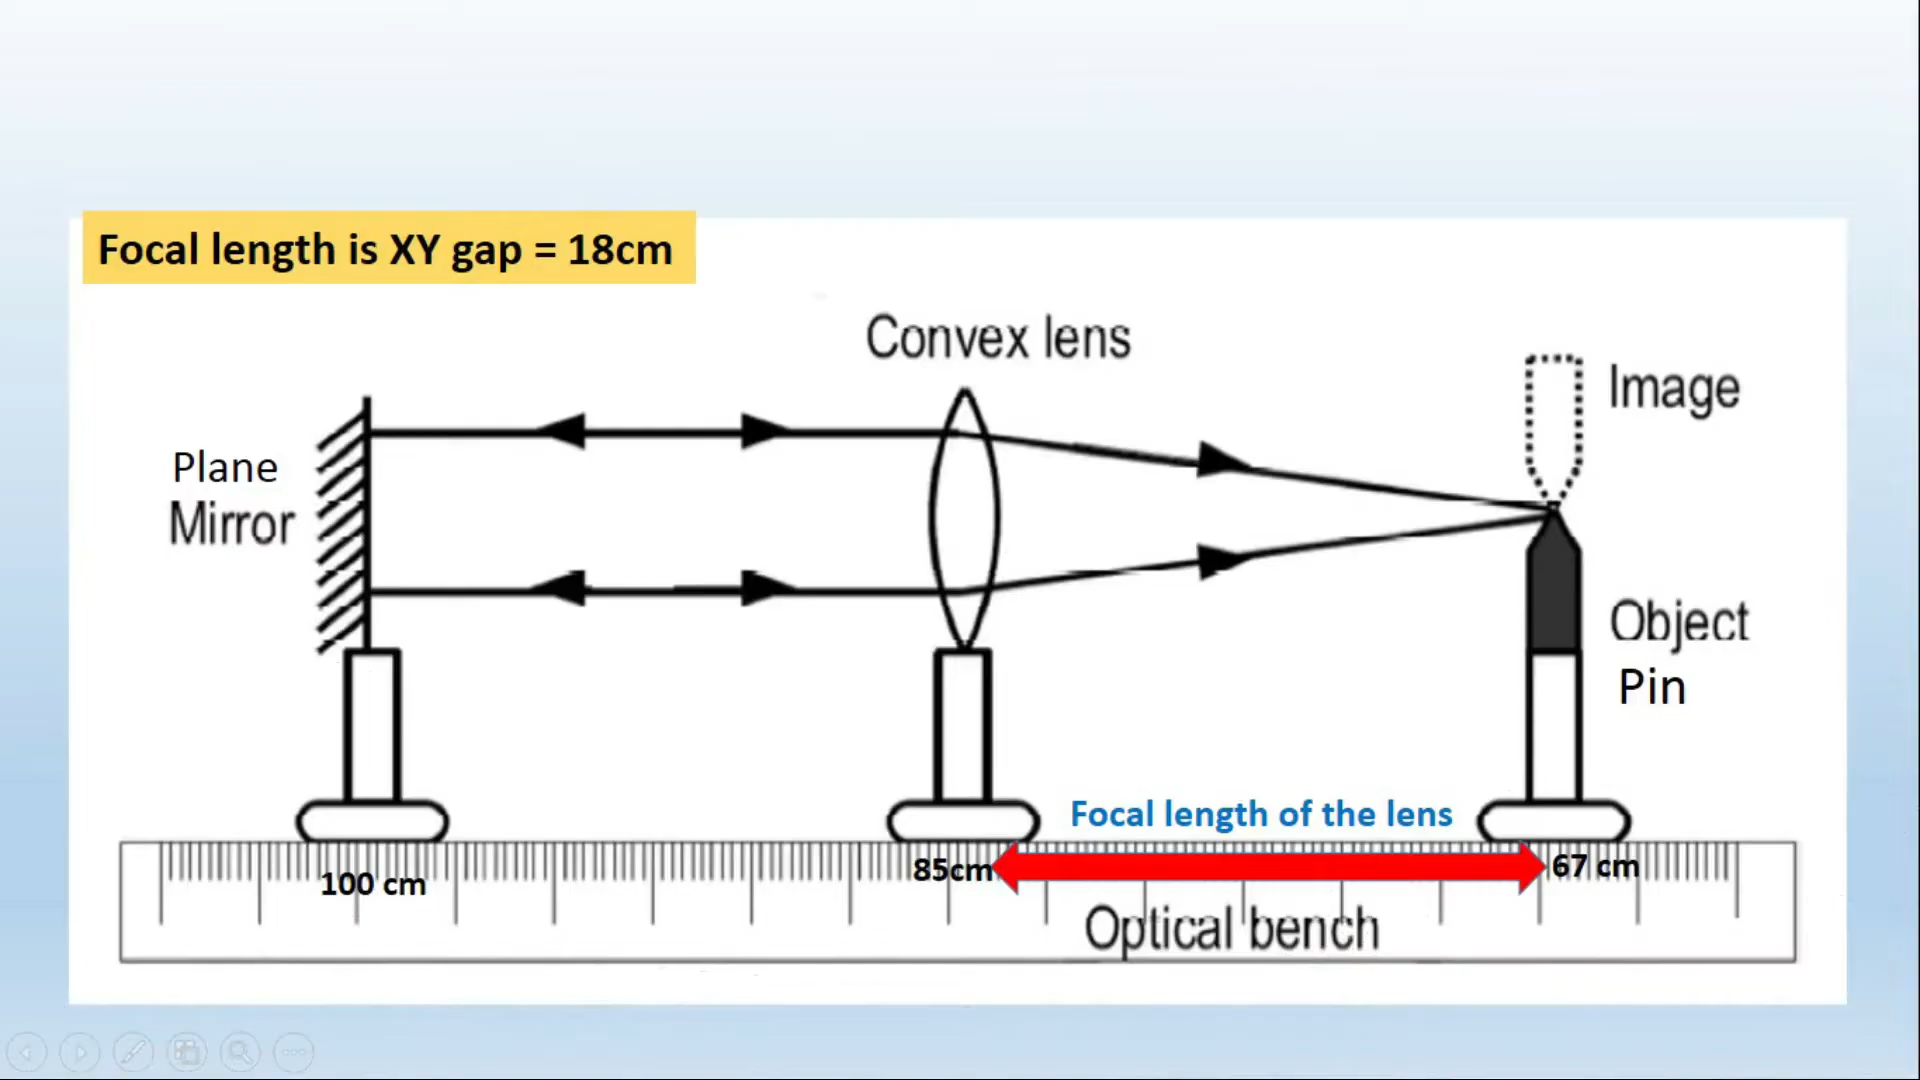 Focal length is XY gap = 18cm
Convex lens
Image
Plane
Mirror
Object
Pin
Focal length of the lens
100 cm
85cm
67 cm
Optical bench